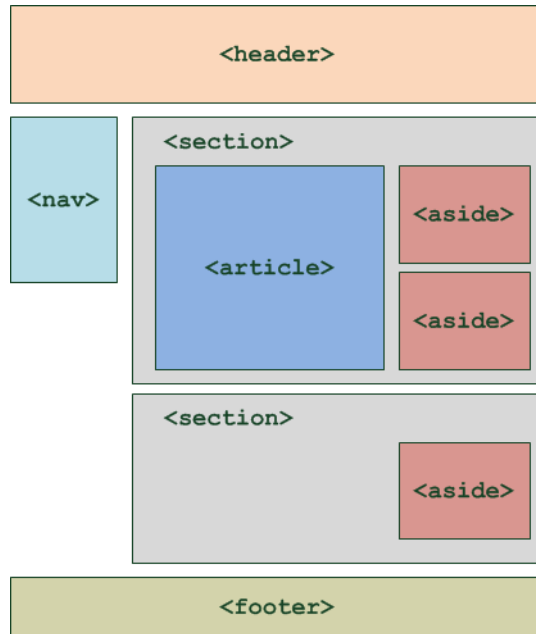 <header>
<section>
<nav>
<article>
<aside>
<aside>
<section>
<aside>
<footer>